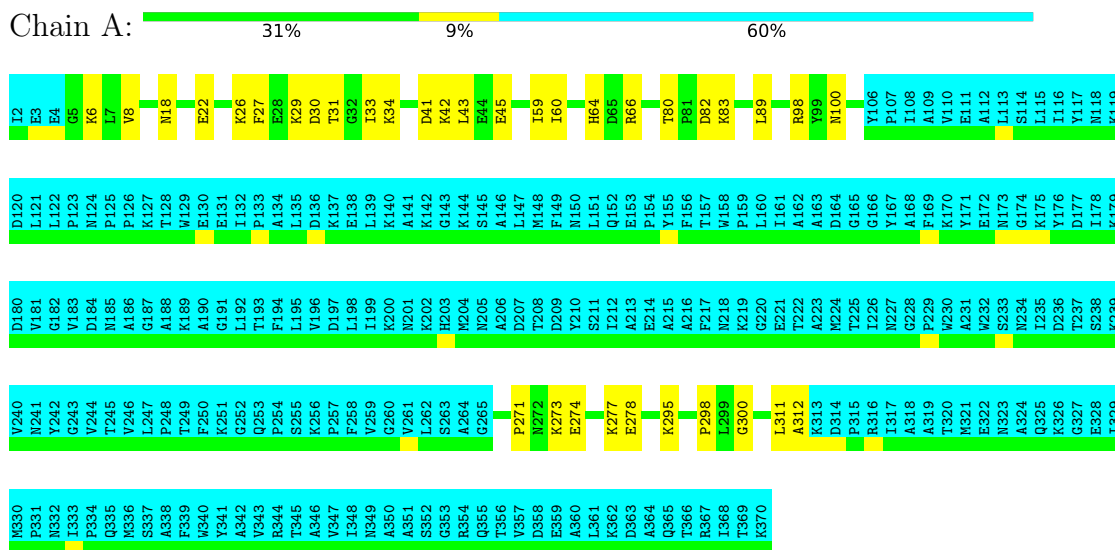 Chain A:
31% 9% 60%
I2 E3 E4 G5 K6 L7 V8 N18 E22 K26 F27 E28 K29 D30 T31 G32 I33 K34 D41 K42 L43 E44 E45 I59 I60 H64 D65 R66 T80 P81 D82 K83 L89 R98 Y99 N100 Y106 P107 I108 A109 V110 E111 A112 L113 S114 L115 I116 Y117 N118 K119
D120 L121 L122 P123 N124 P125 P126 K127 T128 W129 E130 E131 I132 P133 A134 L135 D136 K137 E138 L139 K140 A141 K142 G143 K144 S145 A146 L147 M148 F149 N150 L151 Q152 E153 P154 Y155 F156 T157 W158 P159 L160 I161 A162 A163 D164 G165 G166 Y167 A168 F169 K170 Y171 E172 N173 G174 K175 Y176 D177 I178 K179
D180 V181 G182 V183 D184 N185 A186 G187 A188 K189 A190 G191 L192 T193 F194 L195 V196 D197 L198 I199 K200 N201 K202 H203 M204 N205 A206 D207 T208 D209 Y210 S211 I212 A213 E214 A215 A216 F217 N218 K219 G220 E221 T222 A223 M224 T225 I226 N227 G228 P229 W230 A231 W232 S233 N234 I235 D236 T237 S238 K239
V240 N241 Y242 G243 V244 T245 V246 L247 P248 T249 F250 K251 G252 Q253 P254 S255 K256 P257 F258 V259 G260 V261 L262 S263 A264 G265 P271 N272 K273 E274 K277 E278 K295 P298 L299 G300 L311 A312 K313 D314 P315 R316 I317 A318 A319 T320 M321 E322 N323 A324 Q325 K326 G327 E328 I329
M330 P331 N332 I333 P334 Q335 M336 S337 A338 F339 W340 Y341 A342 V343 R344 T345 A346 V347 I348 N349 A350 A351 S352 G353 R354 Q355 T356 V357 D358 E359 A360 L361 K362 D363 A364 Q365 T366 R367 I368 T369 K370